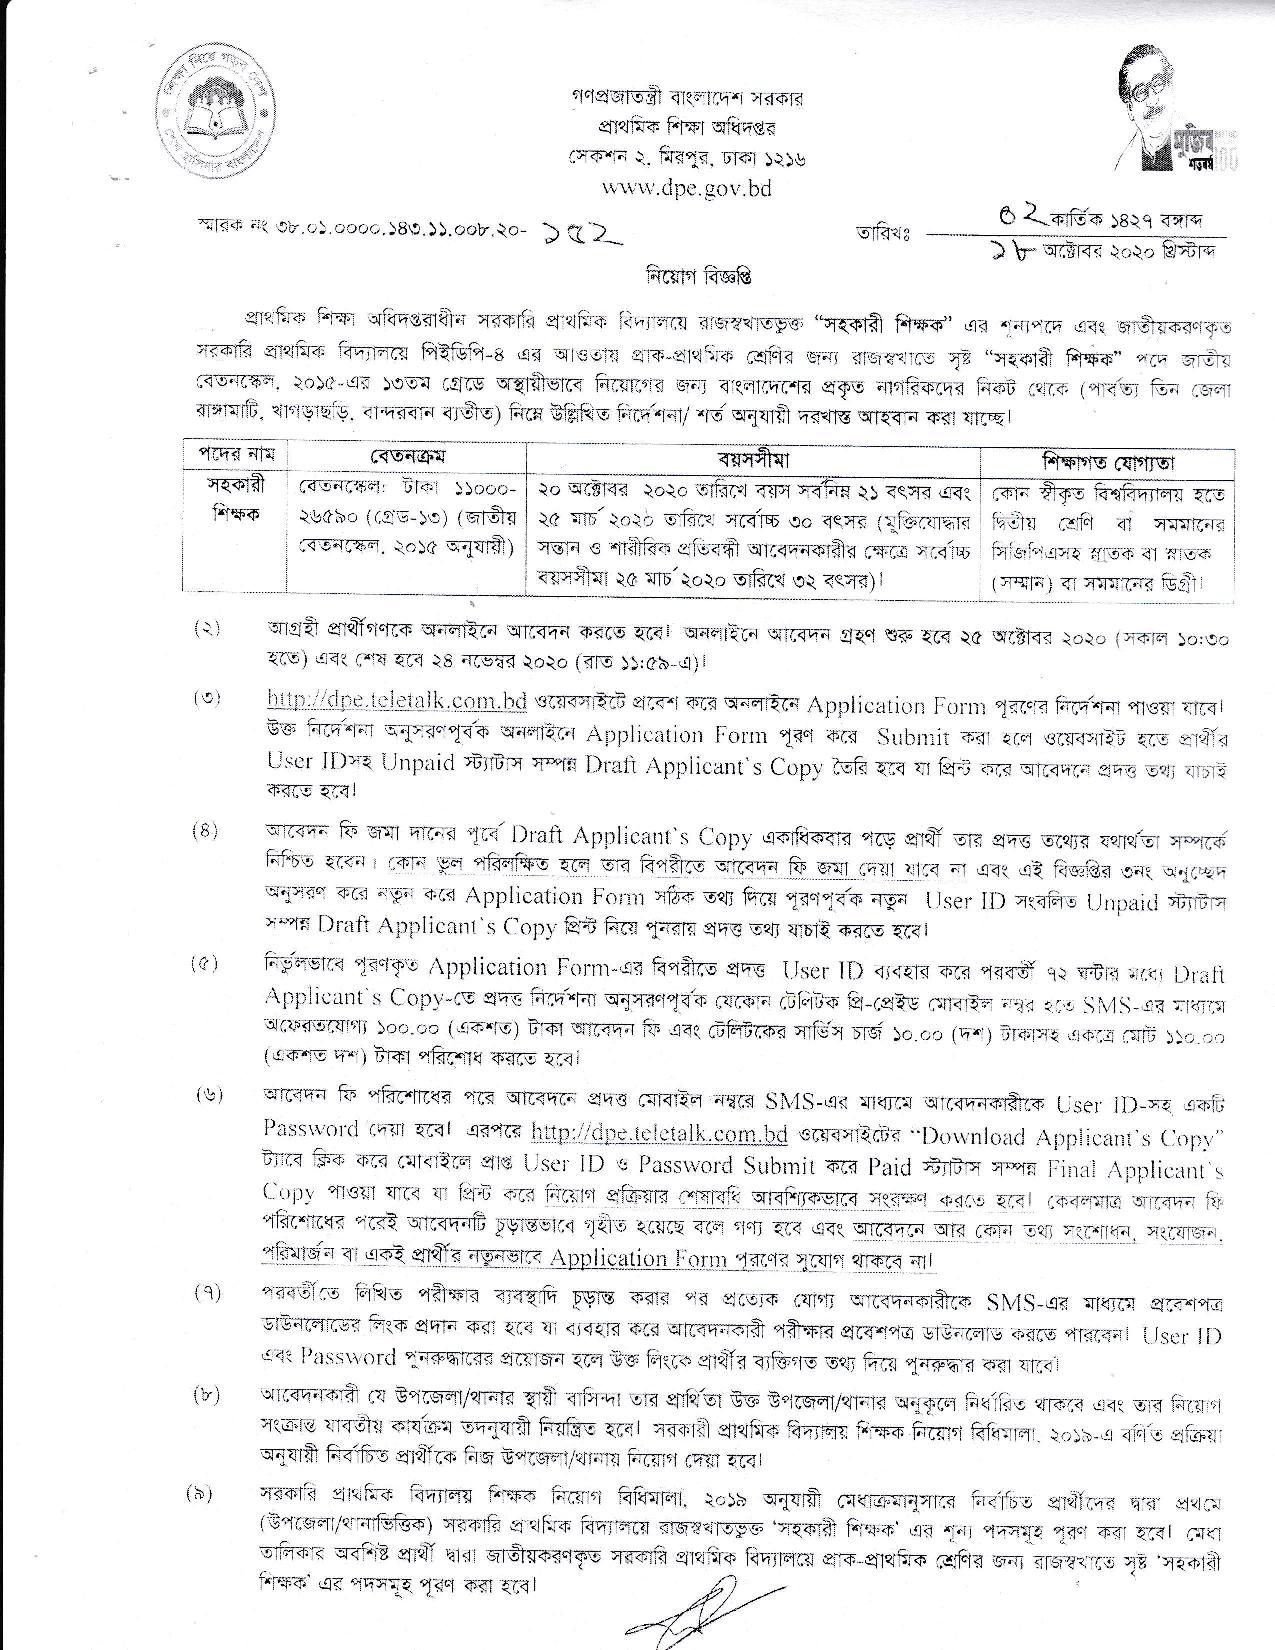 শিক্ষা নিয়ে গড়ব দেশ
শেখ হাসিনার বাংলাদেশ
গণপ্রজাতন্ত্রী বাংলাদেশ সরকার
প্রাথমিক শিক্ষা অধিদপ্তর
সেকশন ২, মিরপুর, ঢাকা ১২১৬
www.dpe.gov.bd
মুজিব
শতবর্ষ
100
স্মারক নং ৩৮.০১.০০০০.১৪৩.১১.০০৮.২০- ১৫২
তারিখঃ ০২ কার্তিক ১৪২৭ বঙ্গাব্দ
১৮ অক্টোবর ২০২০ খ্রিস্টাব্দ
নিয়োগ বিজ্ঞপ্তি
প্রাথমিক শিক্ষা অধিদপ্তরাধীন সরকারি প্রাথমিক বিদ্যালয়ে রাজস্বখাতভুক্ত “সহকারী শিক্ষক” এর শূন্যপদে এবং জাতীয়করণকৃত
সরকারি প্রাথমিক বিদ্যালয়ে পিইডিপি-৪ এর আওতায় প্রাক-প্রাথমিক শ্রেণির জন্য রাজস্বখাতে সৃষ্ট “সহকারী শিক্ষক” পদে জাতীয়
বেতনস্কেল, ২০১৫-এর ১৩তম গ্রেডে অস্থায়ীভাবে নিয়োগের জন্য বাংলাদেশের প্রকৃত নাগরিকদের নিকট থেকে (পার্বত্য তিন জেলা
রাঙ্গামাটি, খাগড়াছড়ি, বান্দরবান ব্যতীত) নিম্নে উল্লিখিত নির্দেশনা/ শর্ত অনুযায়ী দরখাস্ত আহবান করা যাচ্ছে।
পদের নাম বেতনক্রম বয়সসীমা শিক্ষাগত যোগ্যতা
সহকারী বেতনস্কেল: টাকা ১১০০০- ২০ অক্টোবর ২০২০ তারিখে বয়স সর্বনিম্ন ২১ বৎসর এবং কোন স্বীকৃত বিশ্ববিদ্যালয় হতে
শিক্ষক ২৬৫৯০ (গ্রেড-১৩) (জাতীয় ২৫ মার্চ ২০২০ তারিখে সর্বোচ্চ ৩০ বৎসর (মুক্তিযোদ্ধার দ্বিতীয় শ্রেণি বা সমমানের
বেতনস্কেল, ২০১৫ অনুযায়ী) সন্তান ও শারীরিক প্রতিবন্ধী আবেদনকারীর ক্ষেত্রে সর্বোচ্চ সিজিপিএসহ স্নাতক বা স্নাতক
বয়সসীমা ২৫ মার্চ ২০২০ তারিখে ৩২ বৎসর)। (সম্মান) বা সমমানের ডিগ্রী।
(২) আগ্রহী প্রার্থীগণকে অনলাইনে আবেদন করতে হবে। অনলাইনে আবেদন গ্রহণ শুরু হবে ২৫ অক্টোবর ২০২০ (সকাল ১০:৩০
হতে) এবং শেষ হবে ২৪ নভেম্বর ২০২০ (রাত ১১:৫৯-এ)।
(৩) http://dpe.teletalk.com.bd ওয়েবসাইটে প্রবেশ করে অনলাইনে Application Form পূরণের নির্দেশনা পাওয়া যাবে।
উক্ত নির্দেশনা অনুসরণপূর্বক অনলাইনে Application Form পূরণ করে Submit করা হলে ওয়েবসাইট হতে প্রার্থীর
User IDসহ Unpaid স্ট্যাটাস সম্পন্ন Draft Applicant`s Copy তৈরি হবে যা প্রিন্ট করে আবেদনে প্রদত্ত তথ্য যাচাই
করতে হবে।
(৪) আবেদন ফি জমা দানের পূর্বে Draft Applicant`s Copy একাধিকবার পড়ে প্রার্থী তার প্রদত্ত তথ্যের যথার্থতা সম্পর্কে
নিশ্চিত হবেন। কোন ভুল পরিলক্ষিত হলে তার বিপরীতে আবেদন ফি জমা দেয়া যাবে না এবং এই বিজ্ঞপ্তির ৩নং অনুচ্ছেদ
অনুসরণ করে নতুন করে Application Form সঠিক তথ্য দিয়ে পূরণপূর্বক নতুন User ID সংবলিত Unpaid স্ট্যাটাস
সম্পন্ন Draft Applicant`s Copy প্রিন্ট নিয়ে পুনরায় প্রদত্ত তথ্য যাচাই করতে হবে।
(৫) নির্ভুলভাবে পূরণকৃত Application Form-এর বিপরীতে প্রদত্ত User ID ব্যবহার করে পরবর্তী ৭২ ঘন্টার মধ্যে Draft
Applicant`s Copy-তে প্রদত্ত নির্দেশনা অনুসরণপূর্বক যেকোন টেলিটক প্রি-প্রেইড মোবাইল নম্বর হতে SMS-এর মাধ্যমে
অফেরতযোগ্য ১০০.০০ (একশত) টাকা আবেদন ফি এবং টেলিটকের সার্ভিস চার্জ ১০.০০ (দশ) টাকাসহ একত্রে মোট ১১০.০০
(একশত দশ) টাকা পরিশোধ করতে হবে।
(৬) আবেদন ফি পরিশোধের পরে আবেদনে প্রদত্ত মোবাইল নম্বরে SMS-এর মাধ্যমে আবেদনকারীকে User ID-সহ একটি
Password দেয়া হবে। এরপরে http://dpe.teletalk.com.bd ওয়েবসাইটের “Download Applicant`s Copy”
ট্যাবে ক্লিক করে মোবাইলে প্রাপ্ত User ID ও Password Submit করে Paid স্ট্যাটাস সম্পন্ন Final Applicant`s
Copy পাওয়া যাবে যা প্রিন্ট করে নিয়োগ প্রক্রিয়ার শেষাবধি আবশ্যিকভাবে সংরক্ষণ করতে হবে। কেবলমাত্র আবেদন ফি
পরিশোধের পরেই আবেদনটি চূড়ান্তভাবে গৃহীত হয়েছে বলে গণ্য হবে এবং আবেদনে আর কোন তথ্য সংশোধন, সংযোজন,
পরিমার্জন বা একই প্রার্থীর নতুনভাবে Application Form পূরণের সুযোগ থাকবে না।
(৭) পরবর্তীতে লিখিত পরীক্ষার ব্যবস্থাদি চূড়ান্ত করার পর প্রত্যেক যোগ্য আবেদনকারীকে SMS-এর মাধ্যমে প্রবেশপত্র
ডাউনলোডের লিংক প্রদান করা হবে যা ব্যবহার করে আবেদনকারী পরীক্ষার প্রবেশপত্র ডাউনলোড করতে পারবেন। User ID
এবং Password পুনরুদ্ধারের প্রয়োজন হলে উক্ত লিংকে প্রার্থীর ব্যক্তিগত তথ্য দিয়ে পুনরুদ্ধার করা যাবে।
(৮) আবেদনকারী যে উপজেলা/থানার স্থায়ী বাসিন্দা তার প্রার্থিতা উক্ত উপজেলা/থানার অনুকূলে নির্ধারিত থাকবে এবং তার নিয়োগ
সংক্রান্ত যাবতীয় কার্যক্রম তদনুযায়ী নিয়ন্ত্রিত হবে। সরকারী প্রাথমিক বিদ্যালয় শিক্ষক নিয়োগ বিধিমালা, ২০১৯-এ বর্ণিত প্রক্রিয়া
অনুযায়ী নির্বাচিত প্রার্থীকে নিজ উপজেলা/থানায় নিয়োগ দেয়া হবে।
(৯) সরকারি প্রাথমিক বিদ্যালয় শিক্ষক নিয়োগ বিধিমালা, ২০১৯ অনুযায়ী মেধাক্রমানুসারে নির্বাচিত প্রার্থীদের দ্বারা প্রথমে
(উপজেলা/থানাভিত্তিক) সরকারি প্রাথমিক বিদ্যালয়ে রাজস্বখাতভুক্ত ‘সহকারী শিক্ষক’ এর শূন্য পদসমূহ পূরণ করা হবে। মেধা
তালিকার অবশিষ্ট প্রার্থী দ্বারা জাতীয়করণকৃত সরকারি প্রাথমিক বিদ্যালয়ে প্রাক-প্রাথমিক শ্রেণির জন্য রাজস্বখাতে সৃষ্ট ‘সহকারী
শিক্ষক’ এর পদসমূহ পূরণ করা হবে।